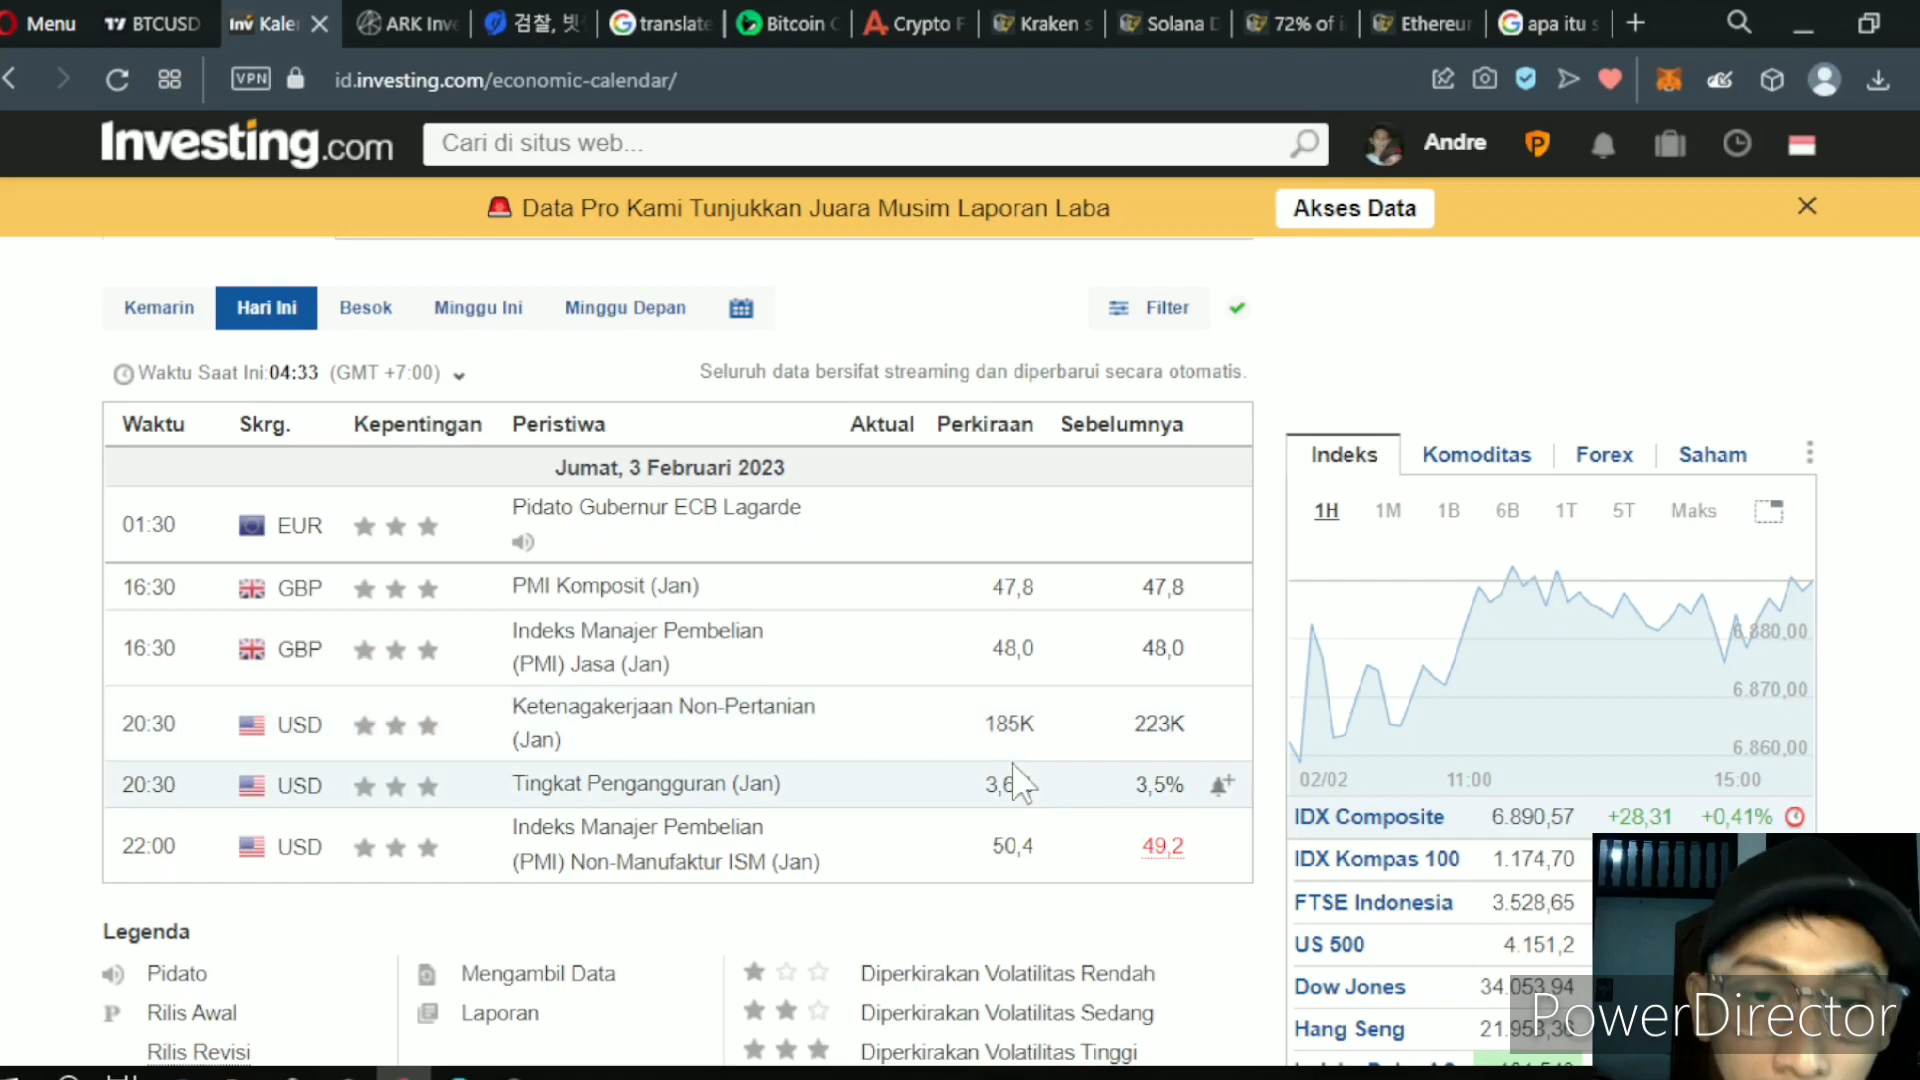 Menu BTCUSD Kale ARK Inv 검찰, 빗 translate Bitcoin C Crypto F Kraken s Solana D 72% of i Ethereur apa itu s
VPN id.investing.com/economic-calendar/
Investing.com Cari di situs web... Andre
Data Pro Kami Tunjukkan Juara Musim Laporan Laba Akses Data
Kemarin Hari Ini Besok Minggu Ini Minggu Depan Filter
Waktu Saat Ini:04:33 (GMT +7:00) Seluruh data bersifat streaming dan diperbarui secara otomatis.
Waktu Skrg. Kepentingan Peristiwa Aktual Perkiraan Sebelumnya
Jumat, 3 Februari 2023
01:30 EUR Pidato Gubernur ECB Lagarde
16:30 GBP PMI Komposit (Jan) 47,8 47,8
16:30 GBP Indeks Manajer Pembelian
(PMI) Jasa (Jan) 48,0 48,0
20:30 USD Ketenagakerjaan Non-Pertanian
(Jan) 185K 223K
20:30 USD Tingkat Pengangguran (Jan) 3,5%
22:00 USD Indeks Manajer Pembelian
(PMI) Non-Manufaktur ISM (Jan) 50,4 49,2
Legenda
Pidato Mengambil Data Diperkirakan Volatilitas Rendah
P Rilis Awal Laporan Diperkirakan Volatilitas Sedang
Rilis Revisi Diperkirakan Volatilitas Tinggi
Indeks Komoditas Forex Saham
1H 1M 1B 6B 1T 5T Maks
6.880,00
6.870,00
6.860,00
02/02 11:00 15:00
IDX Composite 6.890,57 +28,31 +0,41%
IDX Kompas 100 1.174,70
FTSE Indonesia 3.528,65
US 500 4.151,2
Dow Jones 34.053,94
Hang Seng
PowerDirector